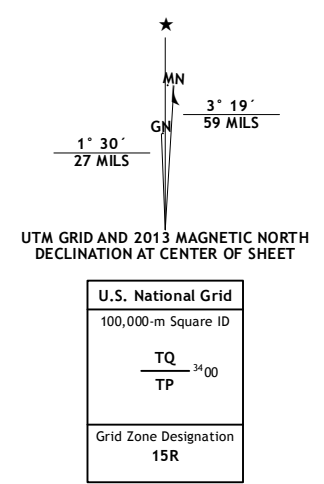 ★
MN
3° 19´
59 MILS
GN
1° 30´
27 MILS
UTM GRID AND 2013 MAGNETIC NORTH
DECLINATION AT CENTER OF SHEET
U.S. National Grid
100,000-m Square ID
TQ
³⁴00
TP
Grid Zone Designation
15R